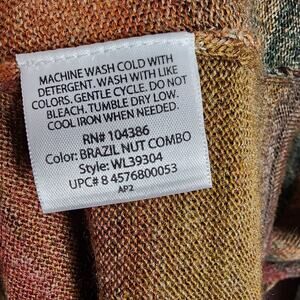 MACHINE WASH COLD WITH
DETERGENT. WASH WITH LIKE
COLORS. GENTLE CYCLE. DO NOT
BLEACH. TUMBLE DRY LOW.
COOL IRON WHEN NEEDED.
RN# 104386
Color: BRAZIL NUT COMBO
Style: WL39304
UPC# 8 4576800053
AP2